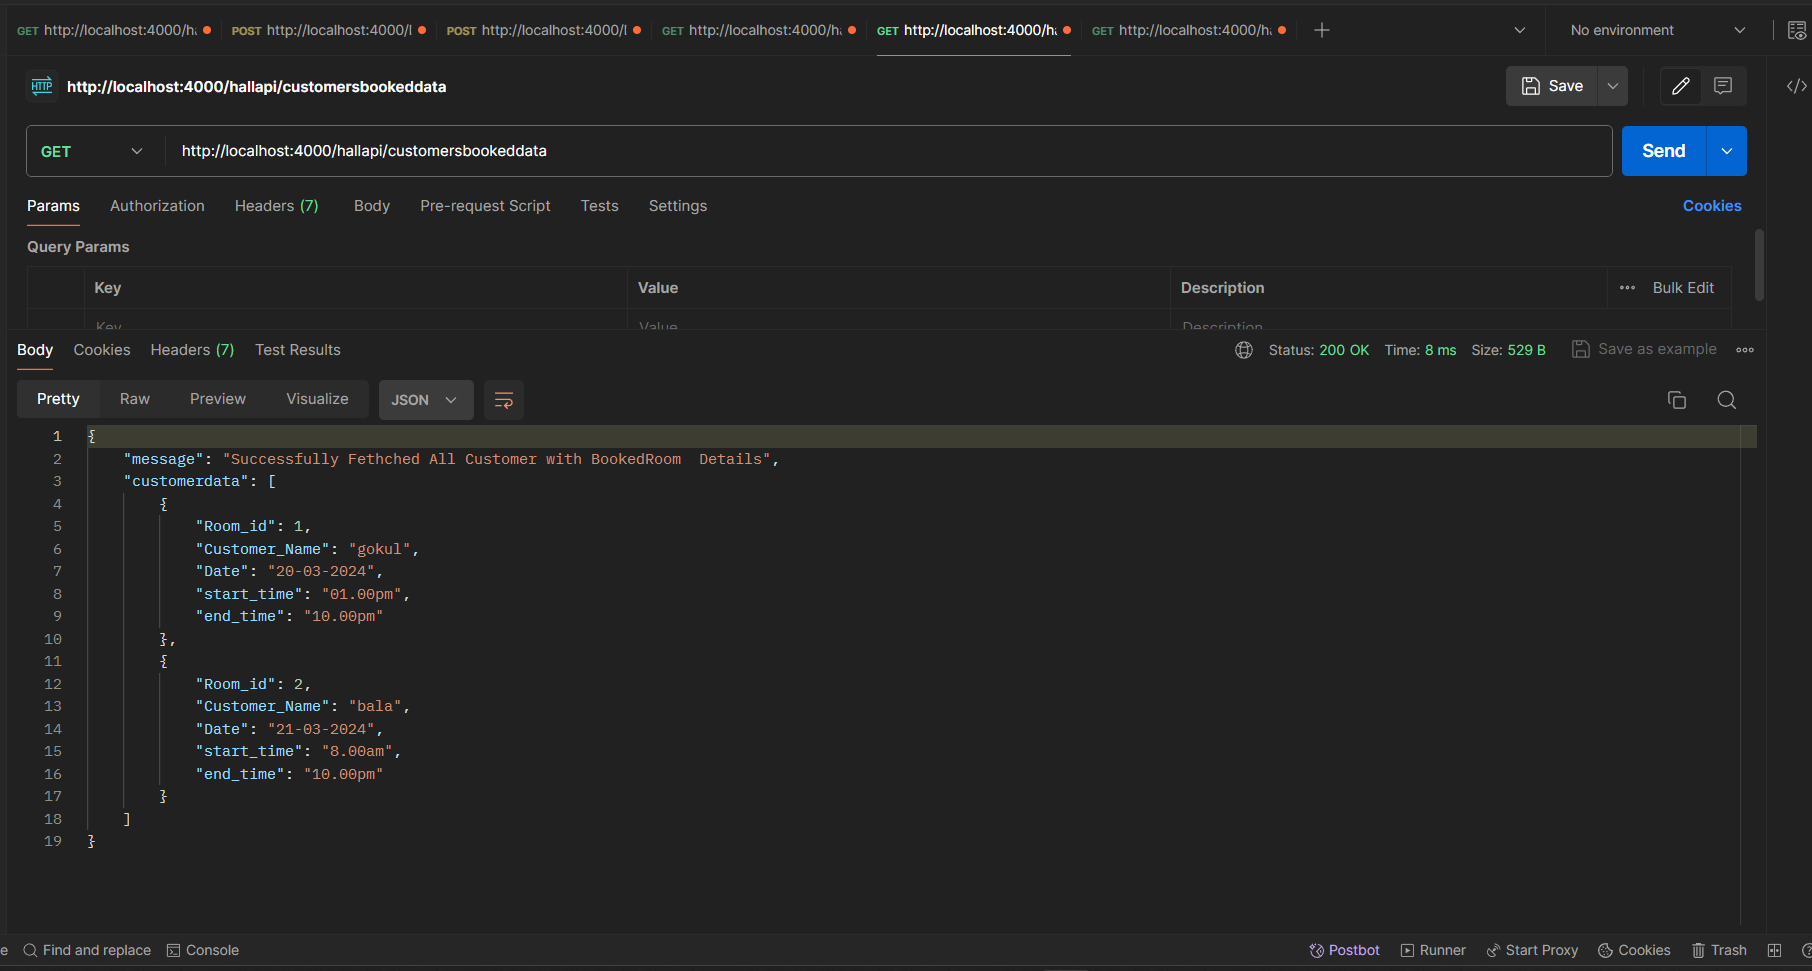 GET http://localhost:4000/ha POST http://localhost:4000/l POST http://localhost:4000/l GET http://localhost:4000/ha GET http://localhost:4000/ha GET http://localhost:4000/ha No environment
HTTP http://localhost:4000/hallapi/customersbookeddata Save
GET http://localhost:4000/hallapi/customersbookeddata Send
Params Authorization Headers (7) Body Pre-request Script Tests Settings Cookies
Query Params
Key Value Description Bulk Edit
Key Value Description
Body Cookies Headers (7) Test Results Status: 200 OK Time: 8 ms Size: 529 B Save as example
Pretty Raw Preview Visualize JSON
1 {
2 "message": "Successfully Fethched All Customer with BookedRoom  Details",
3 "customerdata": [
4 {
5 "Room_id": 1,
6 "Customer_Name": "gokul",
7 "Date": "20-03-2024",
8 "start_time": "01.00pm",
9 "end_time": "10.00pm"
10 },
11 {
12 "Room_id": 2,
13 "Customer_Name": "bala",
14 "Date": "21-03-2024",
15 "start_time": "8.00am",
16 "end_time": "10.00pm"
17 }
18 ]
19 }
e Find and replace Console Postbot Runner Start Proxy Cookies Trash